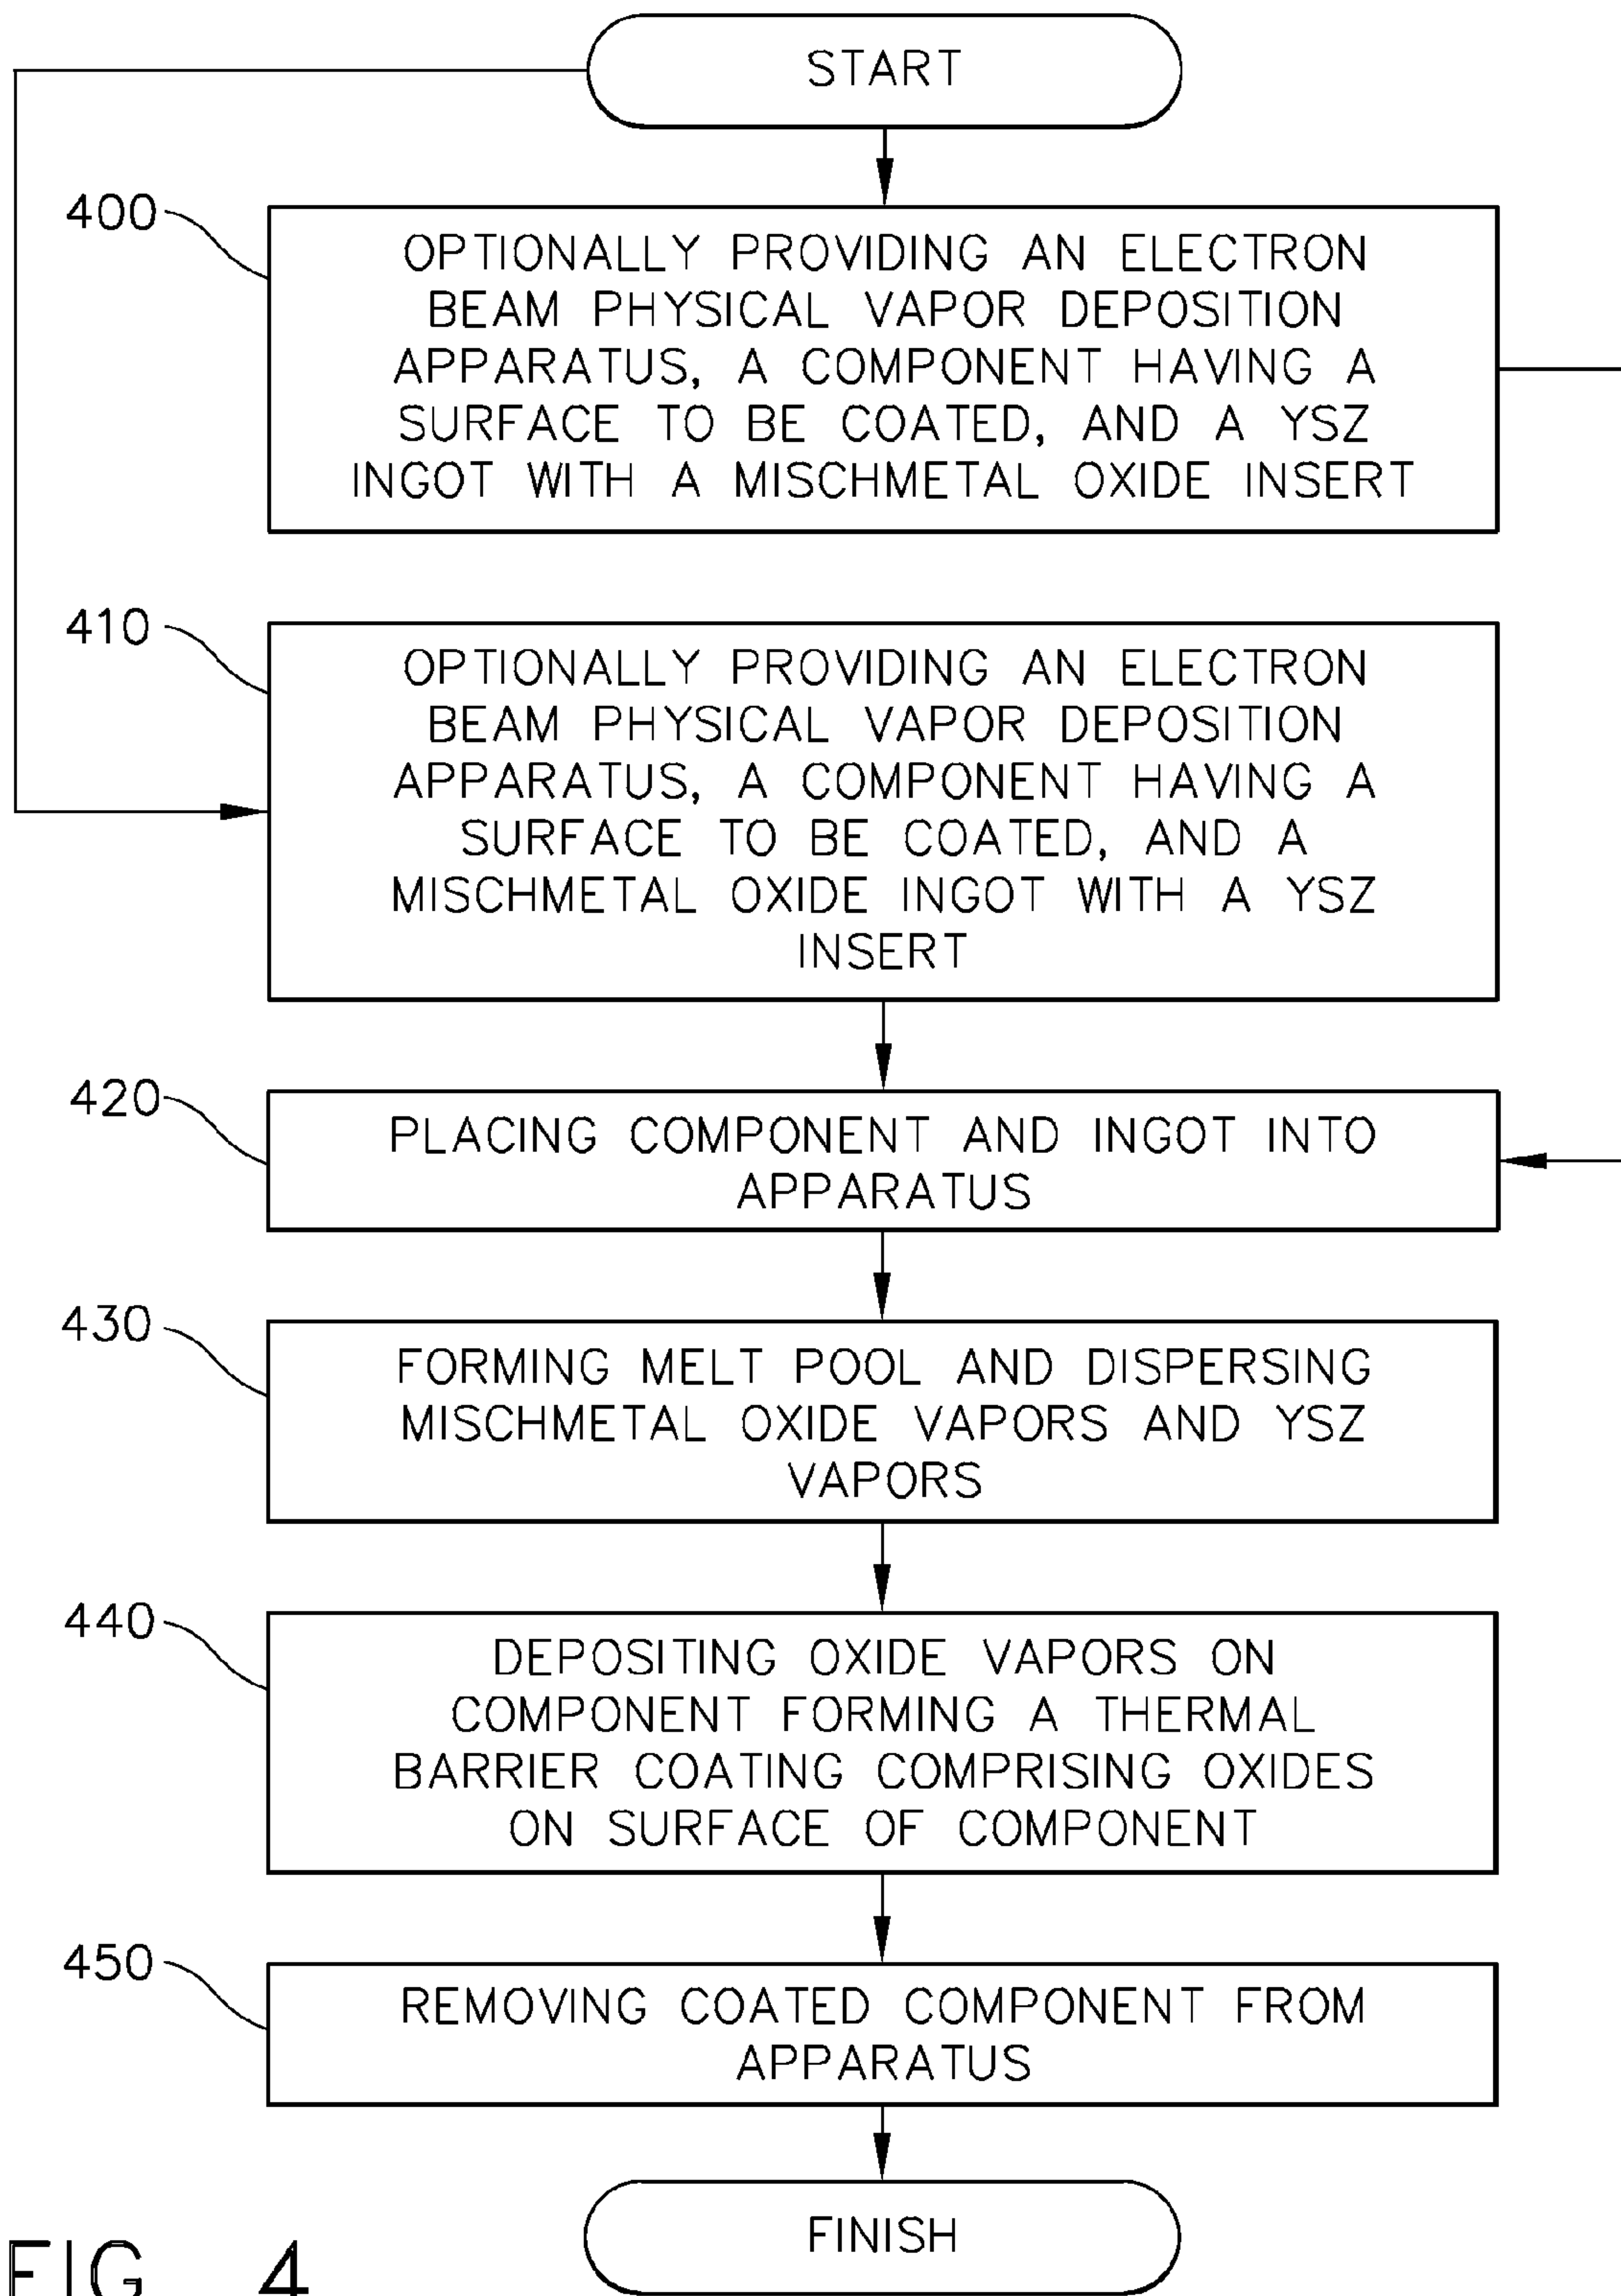 START
400
OPTIONALLY PROVIDING AN ELECTRON
BEAM PHYSICAL VAPOR DEPOSITION
APPARATUS, A COMPONENT HAVING A
SURFACE TO BE COATED, AND A YSZ
INGOT WITH A MISCHMETAL OXIDE INSERT
410
OPTIONALLY PROVIDING AN ELECTRON
BEAM PHYSICAL VAPOR DEPOSITION
APPARATUS, A COMPONENT HAVING A
SURFACE TO BE COATED, AND A
MISCHMETAL OXIDE INGOT WITH A YSZ
INSERT
420
PLACING COMPONENT AND INGOT INTO
APPARATUS
430
FORMING MELT POOL AND DISPERSING
MISCHMETAL OXIDE VAPORS AND YSZ
VAPORS
440
DEPOSITING OXIDE VAPORS ON
COMPONENT FORMING A THERMAL
BARRIER COATING COMPRISING OXIDES
ON SURFACE OF COMPONENT
450
REMOVING COATED COMPONENT FROM
APPARATUS
FINISH
FIG. 4